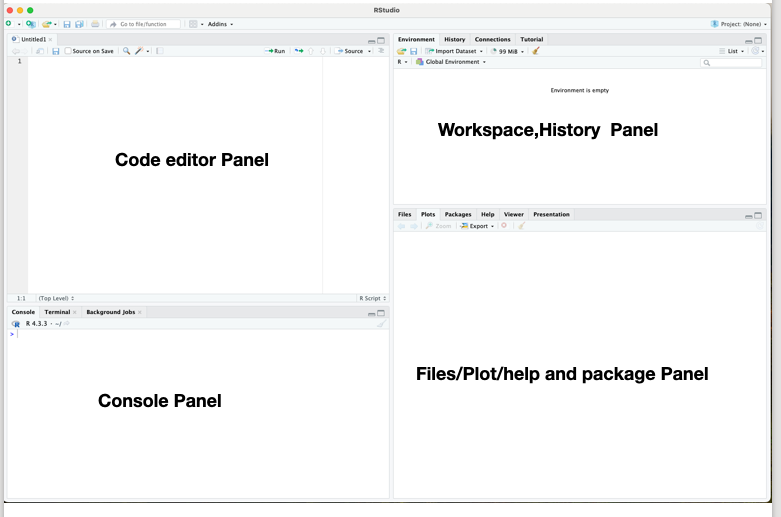 RStudio
Go to file/function
Addins
Project: (None)
Untitled1
Source on Save
Run
Source
1
Code editor Panel
1:1
(Top Level)
R Script
Console
Terminal
Background Jobs
R 4.3.3 · ~/
>
Console Panel
Environment
History
Connections
Tutorial
Import Dataset
99 MiB
List
R
Global Environment
Environment is empty
Workspace,History Panel
Files
Plots
Packages
Help
Viewer
Presentation
Zoom
Export
Files/Plot/help and package Panel